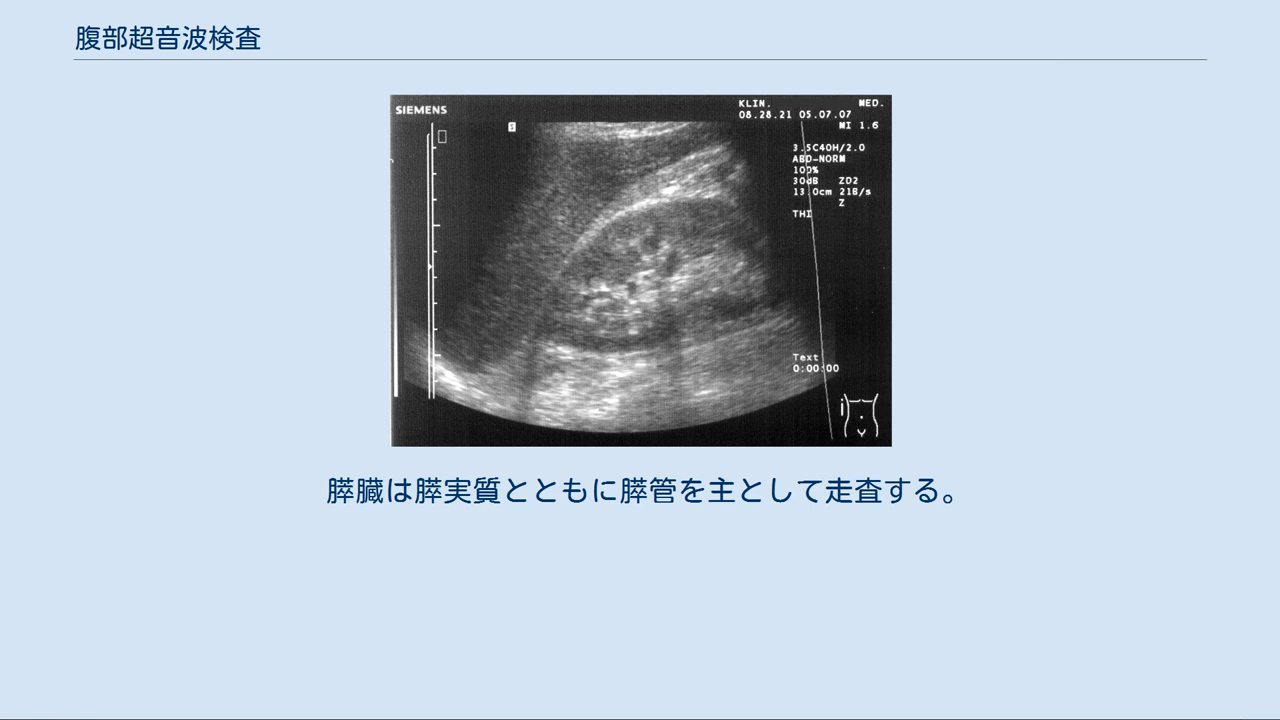 腹部超音波検査
SIEMENS
KLIN. MED.
08.28.21 05.07.07
MI 1.6
S
3.5C40H/2.0
ABD-NORM
100%
30dB ZD2
13.0cm 21B/s
Z
THI
Text
0:00:00
膵臓は膵実質とともに膵管を主として走査する。